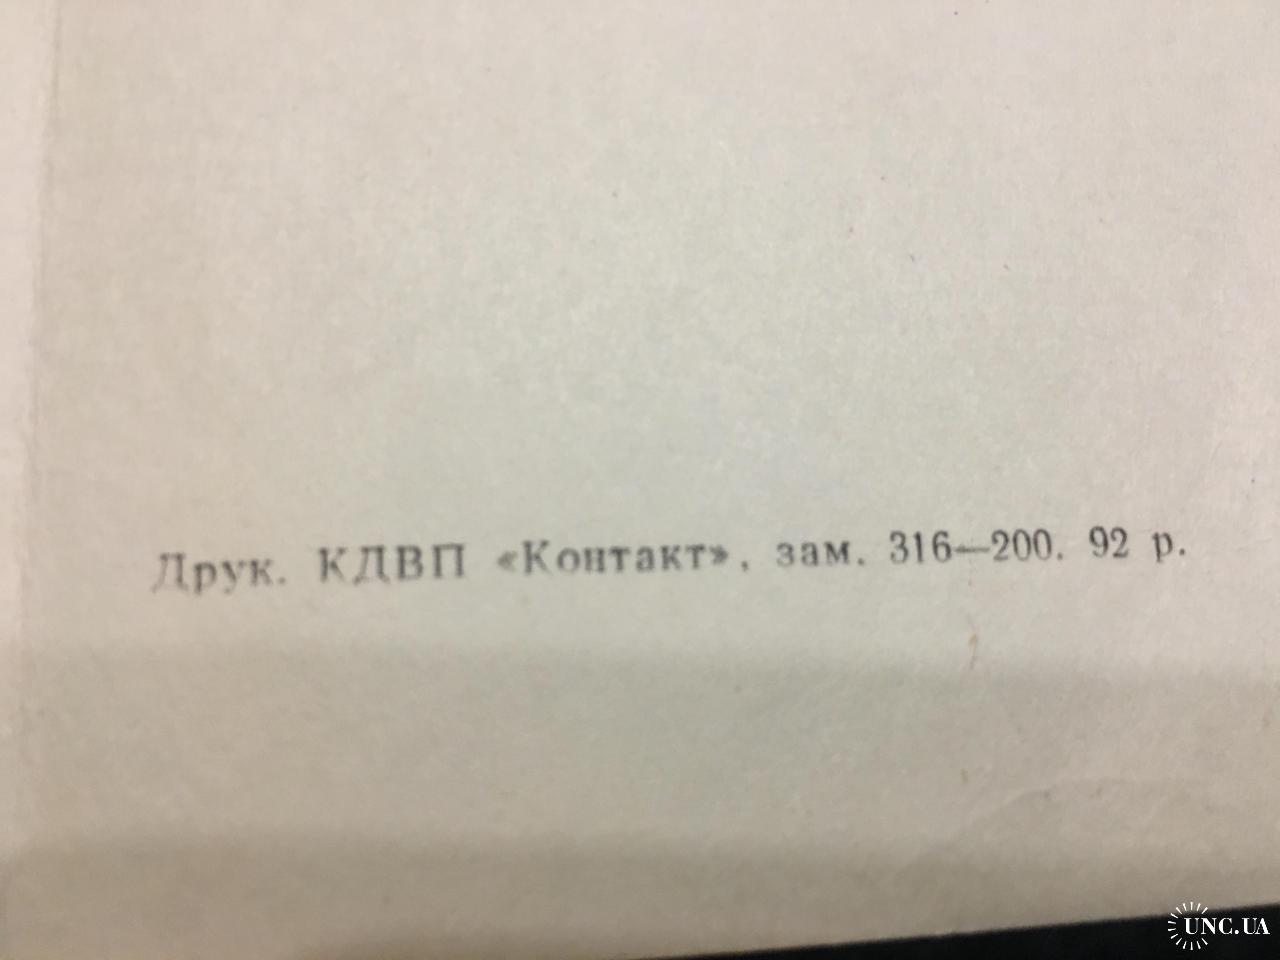 Друк. КДВП «Контакт», зам. 316—200. 92 р.
UNC.UA